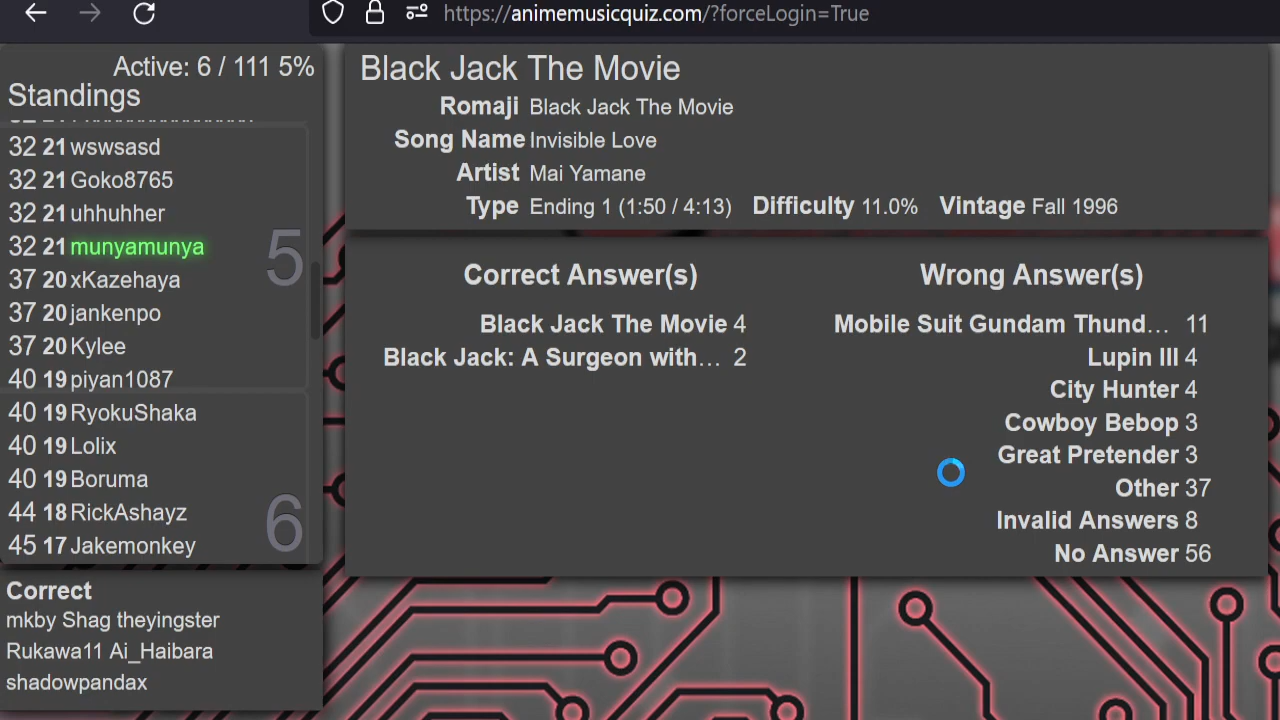 https://animemusicquiz.com/?forceLogin=True
Active: 6 / 111 5%
Standings
32 21 wswsasd
32 21 Goko8765
32 21 uhhuhher
32 21 munyamunya
5
37 20 xKazehaya
37 20 jankenpo
37 20 Kylee
40 19 piyan1087
40 19 RyokuShaka
40 19 Lolix
40 19 Boruma
44 18 RickAshayz
6
45 17 Jakemonkey
Correct
mkby Shag theyingster
Rukawa11 Ai_Haibara
shadowpandax
Black Jack The Movie
Romaji Black Jack The Movie
Song Name Invisible Love
Artist Mai Yamane
Type Ending 1 (1:50 / 4:13) Difficulty 11.0% Vintage Fall 1996
Correct Answer(s)
Black Jack The Movie 4
Black Jack: A Surgeon with... 2
Wrong Answer(s)
Mobile Suit Gundam Thund... 11
Lupin III 4
City Hunter 4
Cowboy Bebop 3
Great Pretender 3
Other 37
Invalid Answers 8
No Answer 56